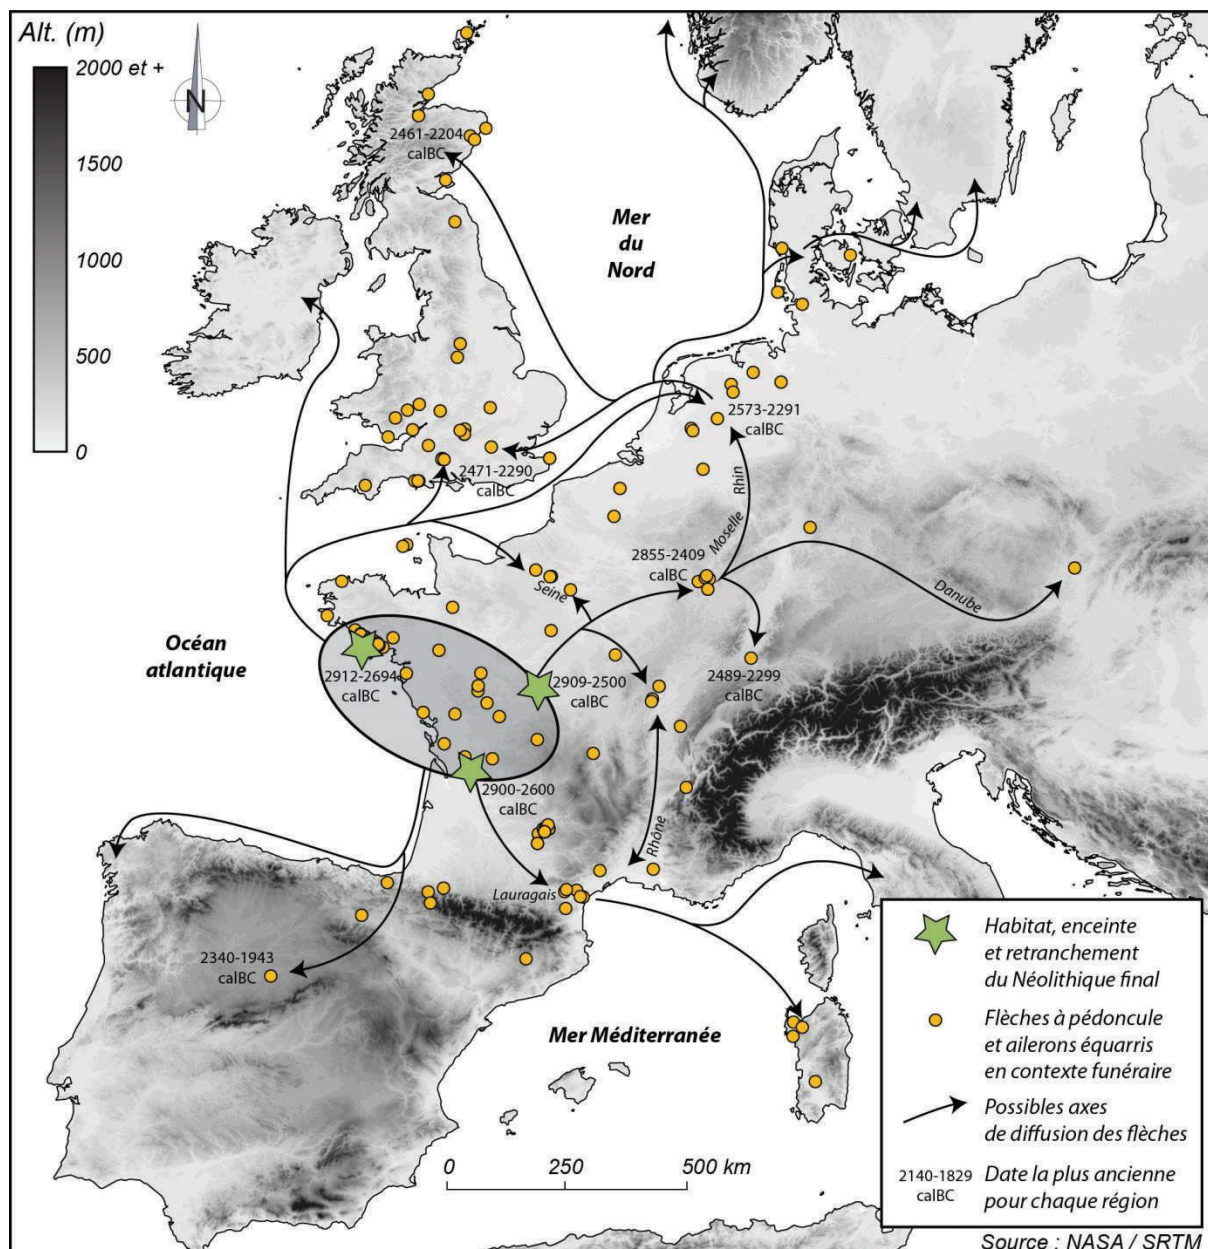 Alt. (m)
2000 et +
1500
1000
500
0
N
2461-2204
calBC
Mer
du
Nord
2573-2291
calBC
2471-2290
calBC
Rhin
Moselle
2855-2409
calBC
Seine
Danube
Océan
atlantique
2912-2694
calBC
2909-2500
calBC
2489-2299
calBC
2900-2600
calBC
Rhône
Lauragais
2340-1943
calBC
Mer Méditerranée
0 250 500 km
Habitat, enceinte
et retranchement
du Néolithique final
Flèches à pédoncule
et ailerons équarris
en contexte funéraire
Possibles axes
de diffusion des flèches
2140-1829
calBC
Date la plus ancienne
pour chaque région
Source : NASA / SRTM